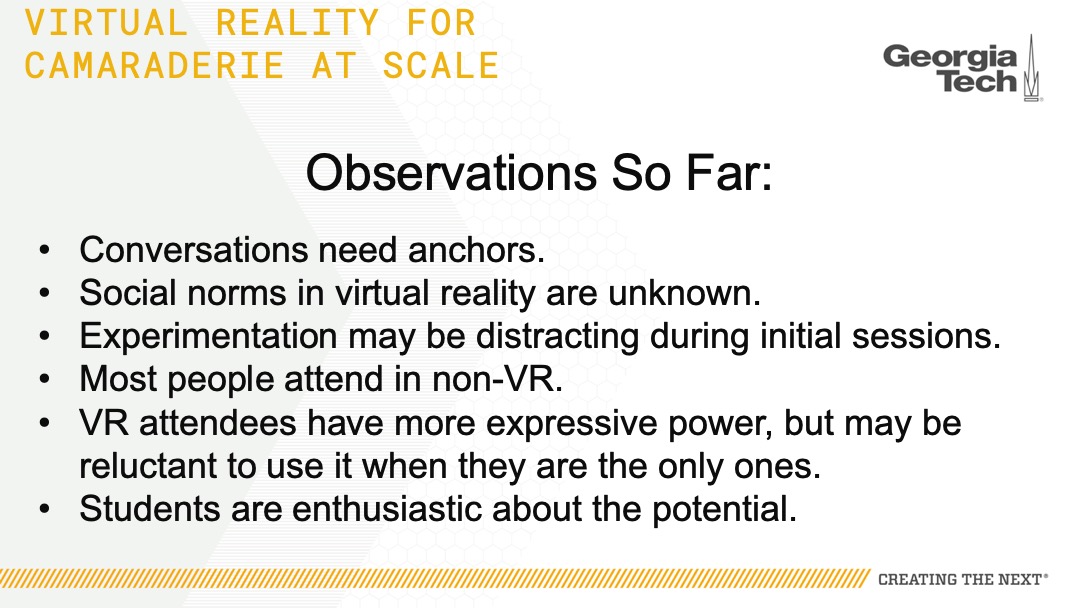 VIRTUAL REALITY FOR
CAMARADERIE AT SCALE
Georgia
Tech
Observations So Far:
• Conversations need anchors.
• Social norms in virtual reality are unknown.
• Experimentation may be distracting during initial sessions.
• Most people attend in non-VR.
• VR attendees have more expressive power, but may be
reluctant to use it when they are the only ones.
• Students are enthusiastic about the potential.
CREATING THE NEXT®